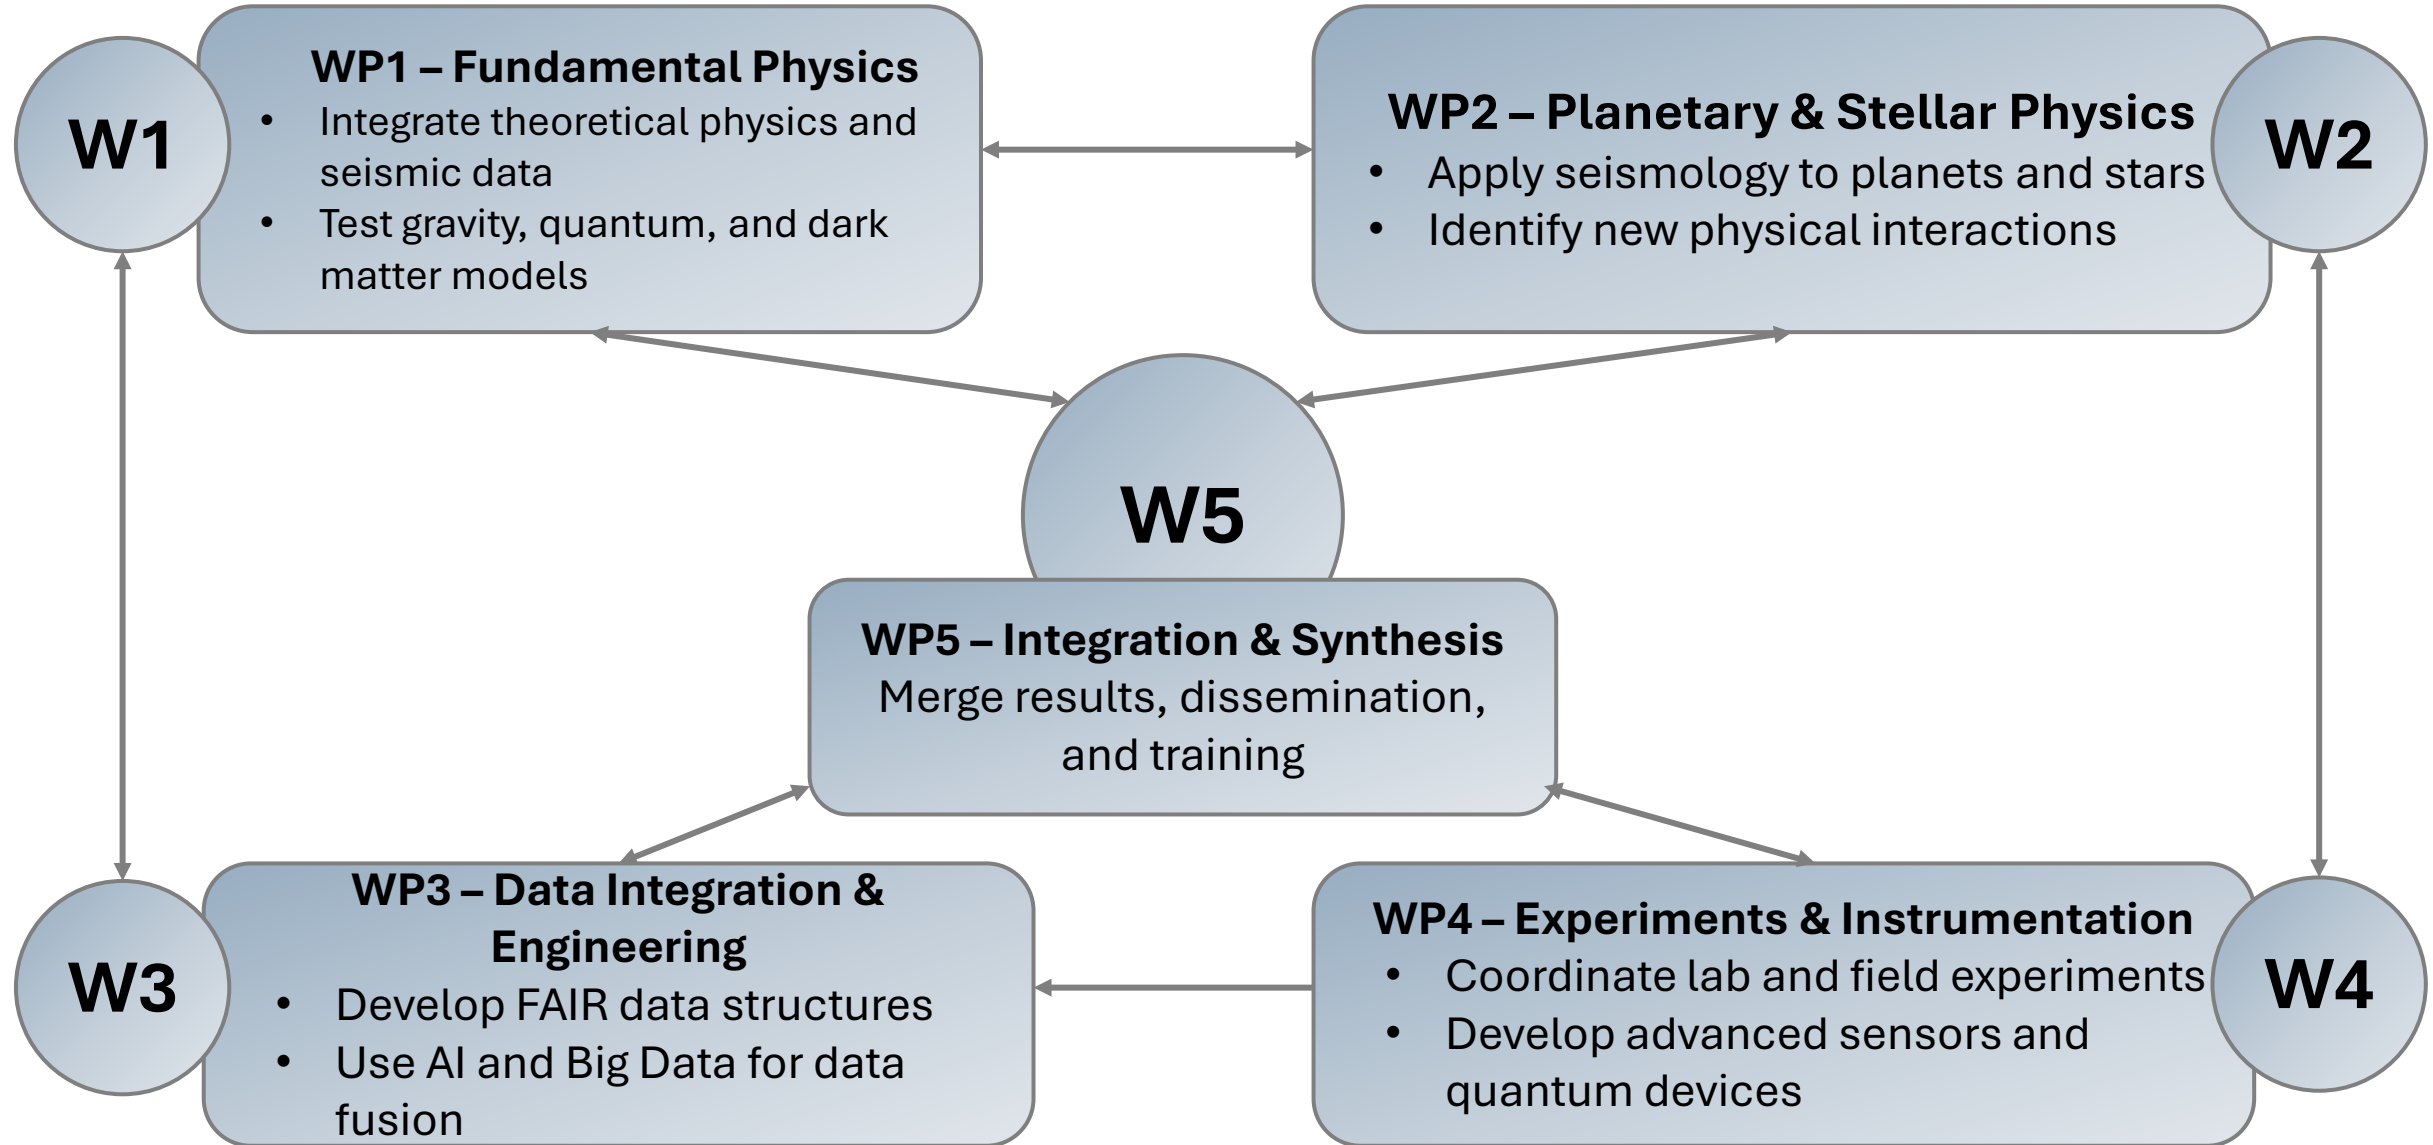 W1
WP1 – Fundamental Physics
• Integrate theoretical physics and
seismic data
• Test gravity, quantum, and dark
matter models
WP2 – Planetary & Stellar Physics
• Apply seismology to planets and stars
• Identify new physical interactions
W2
W5
WP5 – Integration & Synthesis
Merge results, dissemination,
and training
W3
WP3 – Data Integration &
Engineering
• Develop FAIR data structures
• Use AI and Big Data for data
fusion
WP4 – Experiments & Instrumentation
• Coordinate lab and field experiments
• Develop advanced sensors and
quantum devices
W4